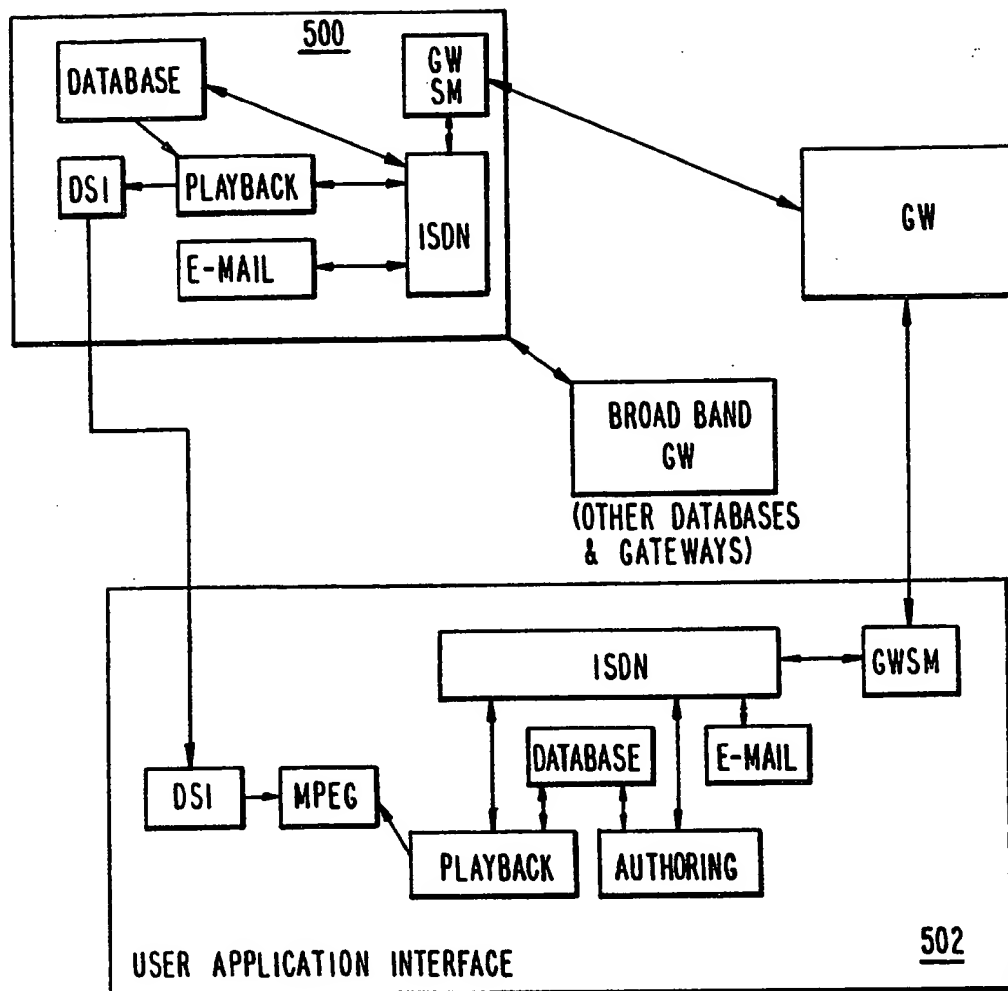 500
DATABASE
GW
SM
DSI
PLAYBACK
ISDN
E-MAIL
GW
BROAD BAND
GW
(OTHER DATABASES
& GATEWAYS)
ISDN
GWSM
DATABASE
E-MAIL
DSI
MPEG
PLAYBACK
AUTHORING
USER APPLICATION INTERFACE
502